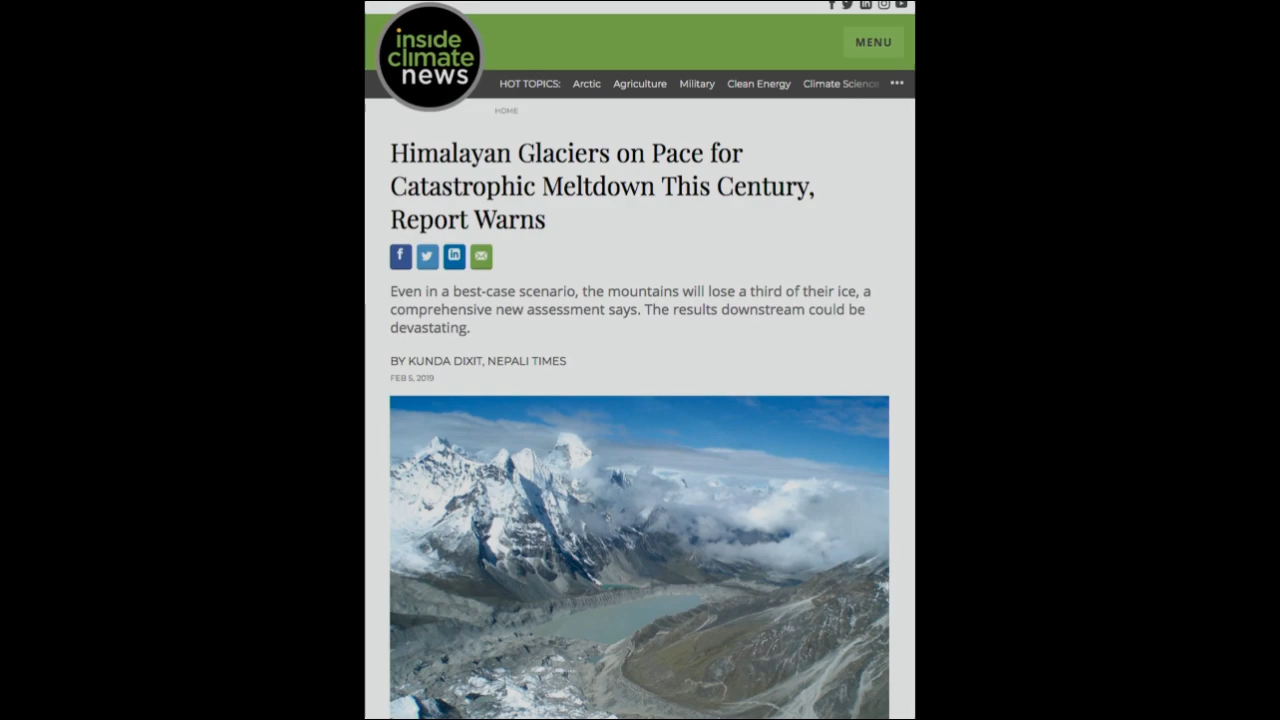 inside
climate
news
MENU
HOT TOPICS: Arctic Agriculture Military Clean Energy Climate Science •••
HOME
Himalayan Glaciers on Pace for
Catastrophic Meltdown This Century,
Report Warns
Even in a best-case scenario, the mountains will lose a third of their ice, a
comprehensive new assessment says. The results downstream could be
devastating.
BY KUNDA DIXIT, NEPALI TIMES
FEB 5, 2019